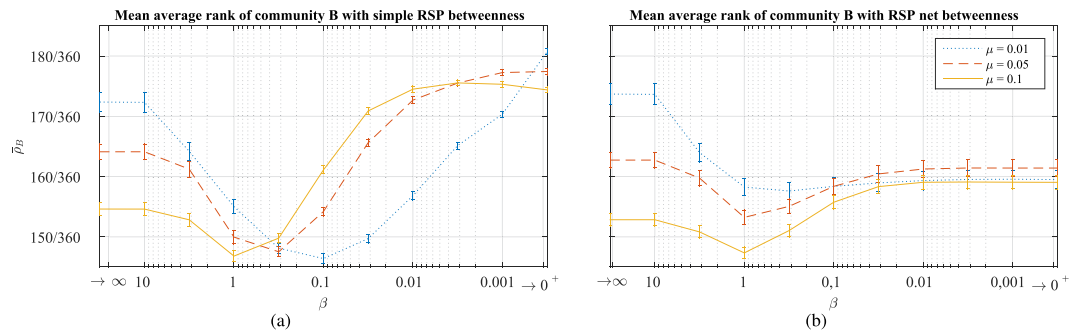 Mean average rank of community B with simple RSP betweenness
180/360
170/360
160/360
150/360
ρ̄_B
→ ∞ 10 1 0.1 0.01 0.001 → 0⁺
β
(a)
Mean average rank of community B with RSP net betweenness
μ = 0.01
μ = 0.05
μ = 0.1
→∞ 10 1 0,1 0.01 0,001 → 0⁺
β
(b)